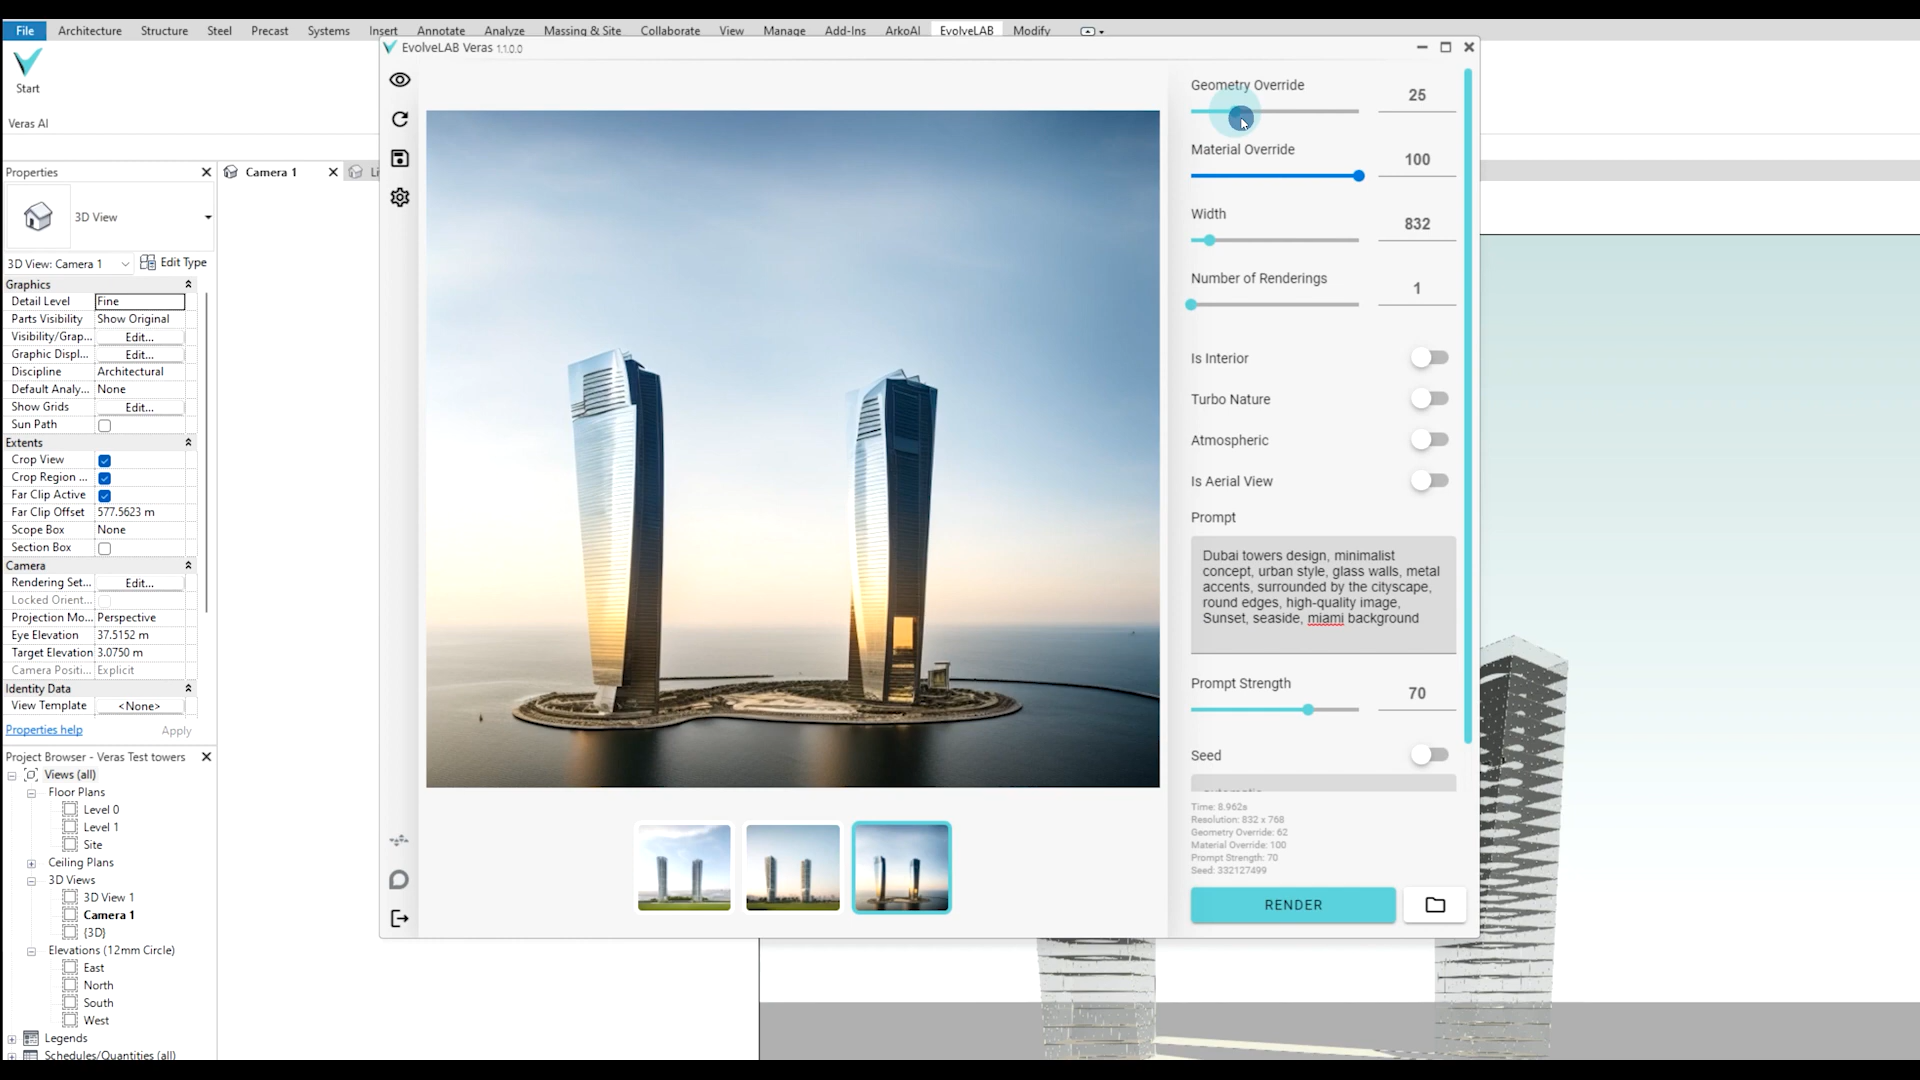 File Architecture Structure Steel Precast Systems Insert Annotate Analyze Massing & Site Collaborate View Manage Add-Ins ArkoAI EvolveLAB Modify
EvolveLAB Veras 1.1.0.0
Start
Veras AI
Properties
3D View
3D View: Camera 1
Edit Type
Graphics
Detail Level Fine
Parts Visibility Show Original
Visibility/Grap... Edit...
Graphic Displ... Edit...
Discipline Architectural
Default Analy... None
Show Grids Edit...
Sun Path
Extents
Crop View
Crop Region ...
Far Clip Active
Far Clip Offset 577.5623 m
Scope Box None
Section Box
Camera
Rendering Set... Edit...
Locked Orient...
Projection Mo... Perspective
Eye Elevation 37.5152 m
Target Elevation 3.0750 m
Camera Positi... Explicit
Identity Data
View Template <None>
Properties help Apply
Project Browser - Veras Test towers
Views (all)
Floor Plans
Level 0
Level 1
Site
Ceiling Plans
3D Views
3D View 1
Camera 1
{3D}
Elevations (12mm Circle)
East
North
South
West
Legends
Schedules/Quantities (all)
Camera 1
Li
Geometry Override
25
Material Override
100
Width
832
Number of Renderings
1
Is Interior
Turbo Nature
Atmospheric
Is Aerial View
Prompt
Dubai towers design, minimalist
concept, urban style, glass walls, metal
accents, surrounded by the cityscape,
round edges, high-quality image,
Sunset, seaside, miami background
Prompt Strength
70
Seed
Time: 8.962s
Resolution: 832 x 768
Geometry Override: 62
Material Override: 100
Prompt Strength: 70
Seed: 332127499
RENDER